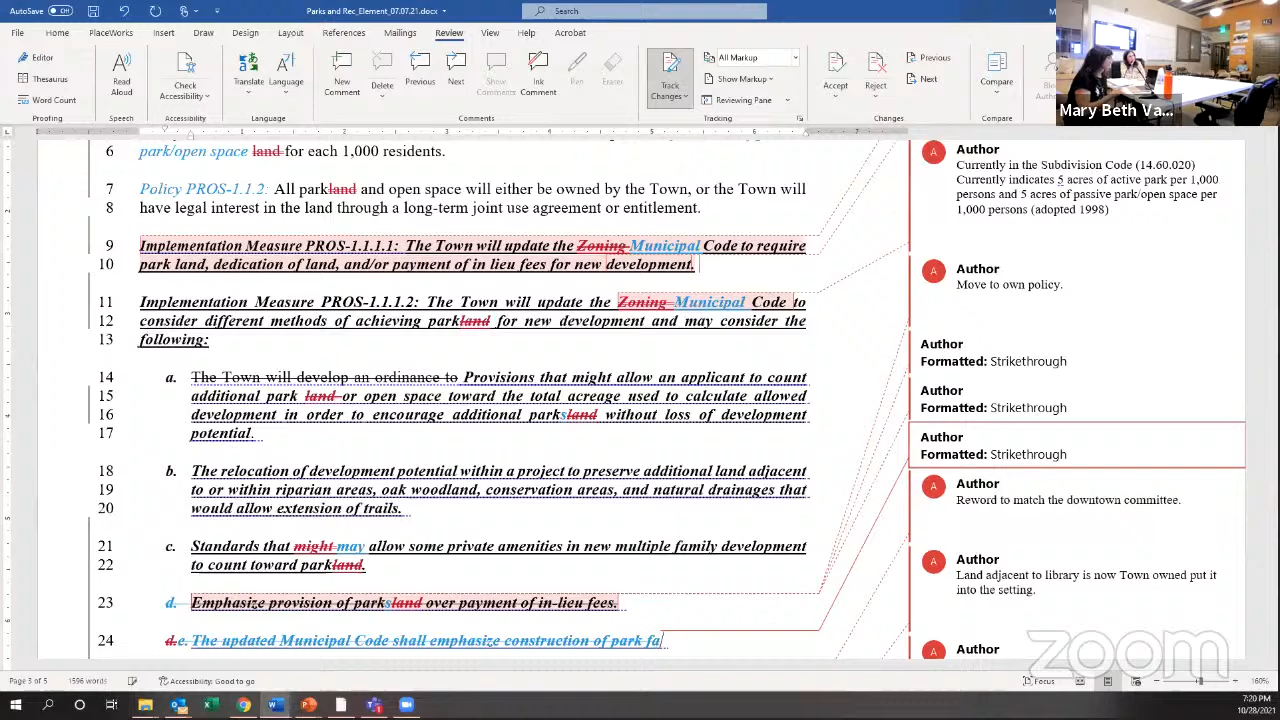 AutoSave Off Parks and Rec_Element_07.07.21.docx Search
File Home PlaceWorks Insert Draw Design Layout References Mailings Review View Help Acrobat
Editor
Thesaurus
Word Count
Proofing
Read Aloud
Speech
Check Accessibility
Accessibility
Translate Language
Language
New Comment Delete Previous Next Show Comments Ink Comment Pen Eraser
Comments
Track Changes
All Markup
Show Markup
Reviewing Pane
Tracking
Accept Reject
Previous
Next
Changes
Compare
Compare
Mary Beth Va...
6 park/open space land for each 1,000 residents.
7 Policy PROS-1.1.2: All parkland and open space will either be owned by the Town, or the Town will
8 have legal interest in the land through a long-term joint use agreement or entitlement.
9 Implementation Measure PROS-1.1.1.1: The Town will update the Zoning Municipal Code to require
10 park land, dedication of land, and/or payment of in lieu fees for new development.
11 Implementation Measure PROS-1.1.1.2: The Town will update the Zoning Municipal Code to
12 consider different methods of achieving parkland for new development and may consider the
13 following:
14 a. The Town will develop an ordinance to Provisions that might allow an applicant to count
15 additional park land or open space toward the total acreage used to calculate allowed
16 development in order to encourage additional parksland without loss of development
17 potential.
18 b. The relocation of development potential within a project to preserve additional land adjacent
19 to or within riparian areas, oak woodland, conservation areas, and natural drainages that
20 would allow extension of trails.
21 c. Standards that might may allow some private amenities in new multiple family development
22 to count toward parkland.
23 d. Emphasize provision of parksland over payment of in-lieu fees.
24 d.e. The updated Municipal Code shall emphasize construction of park fa
A Author
Currently in the Subdivision Code (14.60.020)
Currently indicates 5 acres of active park per 1,000
persons and 5 acres of passive park/open space per
1,000 persons (adopted 1998)
A Author
Move to own policy.
Author
Formatted: Strikethrough
Author
Formatted: Strikethrough
Author
Formatted: Strikethrough
A Author
Reword to match the downtown committee.
A Author
Land adjacent to library is now Town owned put it
into the setting.
A Author
zoom
Page 5 of 5 1596 words Accessibility: Good to go Focus 160%
7:20 PM
10/28/2021